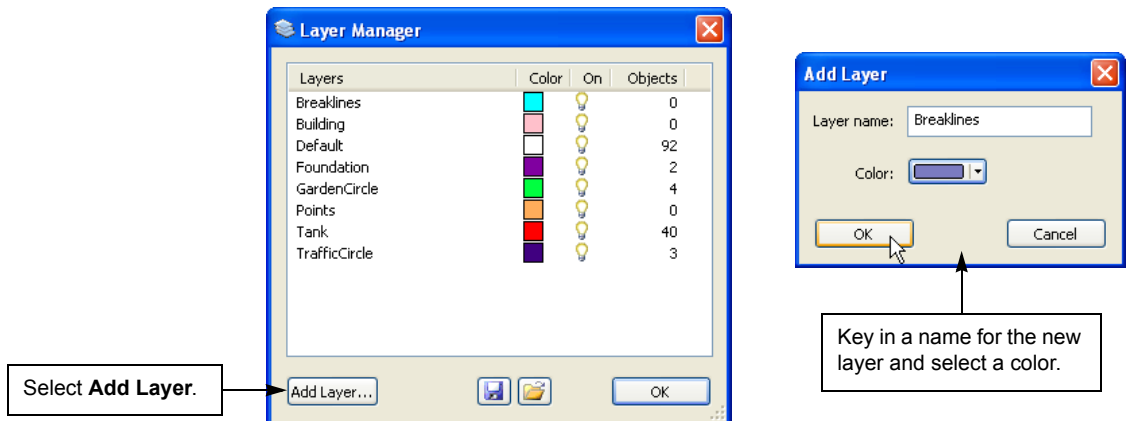 Layer Manager
Layers Color On Objects
Breaklines 0
Building 0
Default 92
Foundation 2
GardenCircle 4
Points 0
Tank 40
TrafficCircle 3
Add Layer... OK
Select Add Layer.
Add Layer
Layer name: Breaklines
Color:
OK Cancel
Key in a name for the new
layer and select a color.